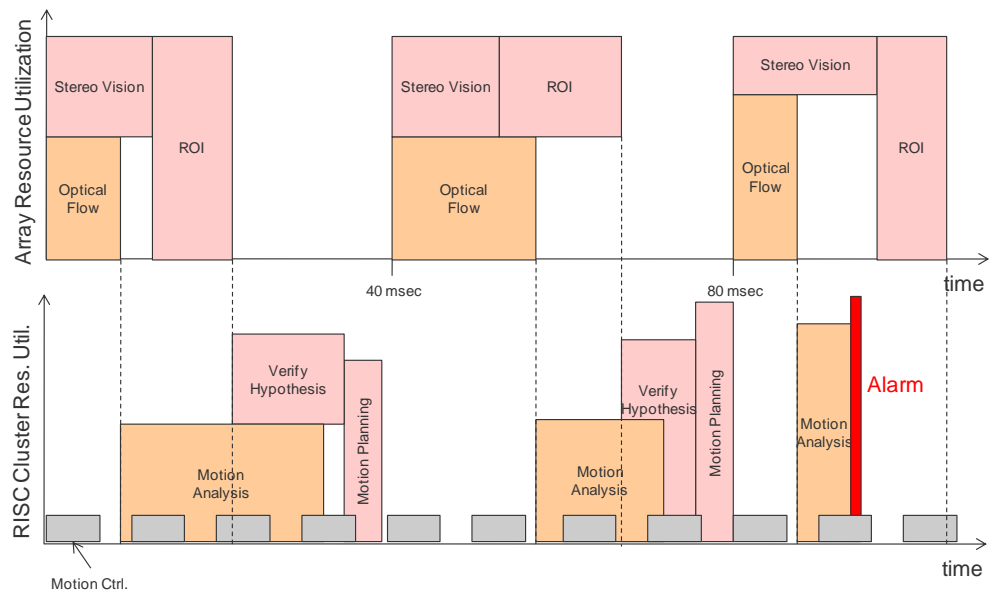 Array Resource Utilization
Stereo Vision
ROI
Optical
Flow
Stereo Vision
ROI
Optical
Flow
Stereo Vision
ROI
Optical
Flow
40 msec
80 msec
time
RISC Cluster Res. Util.
Verify
Hypothesis
Motion Planning
Motion
Analysis
Verify
Hypothesis
Motion Planning
Motion
Analysis
Motion
Analysis
Alarm
time
Motion Ctrl.